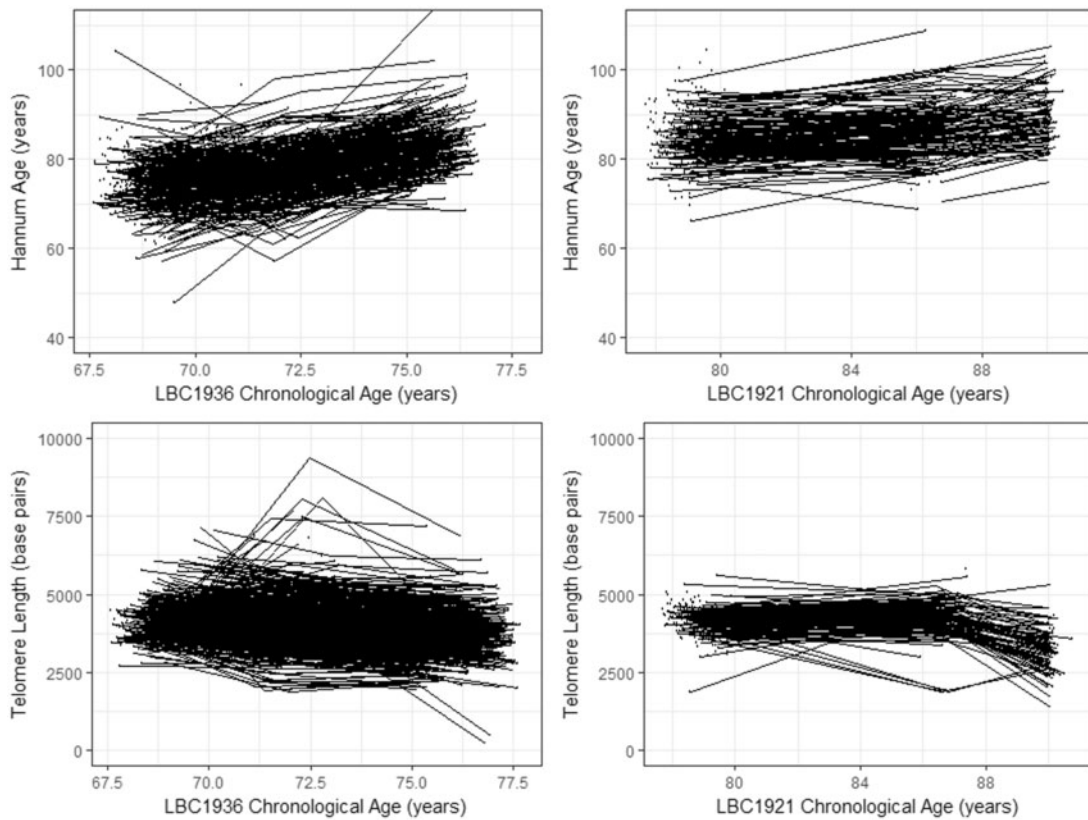 Hannum Age (years)
100
80
60
40
67.5 70.0 72.5 75.0 77.5
LBC1936 Chronological Age (years)
Hannum Age (years)
100
80
60
40
80 84 88
LBC1921 Chronological Age (years)
Telomere Length (base pairs)
10000
7500
5000
2500
0
67.5 70.0 72.5 75.0 77.5
LBC1936 Chronological Age (years)
Telomere Length (base pairs)
10000
7500
5000
2500
0
80 84 88
LBC1921 Chronological Age (years)